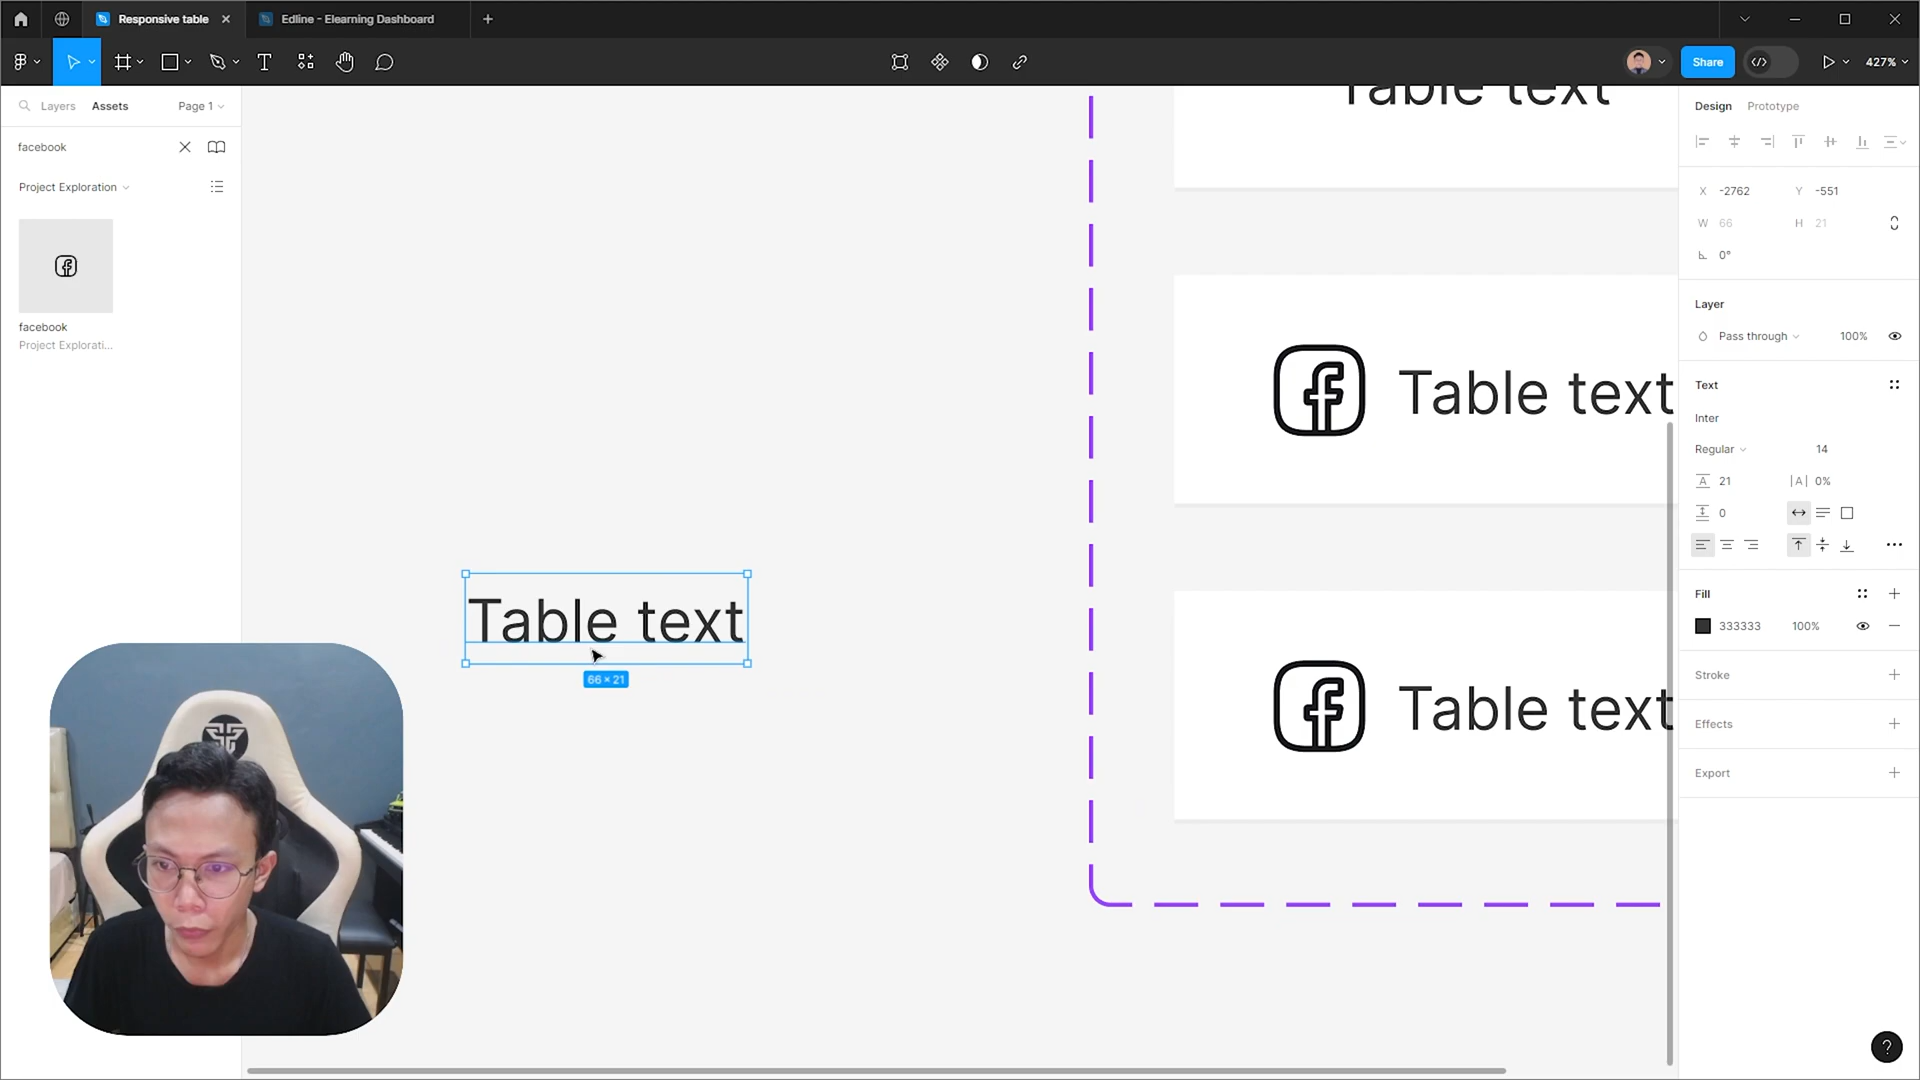 Responsive table
Edline - Elearning Dashboard
Share
427%
Layers
Assets
Page 1
facebook
Project Exploration
facebook
Project Explorati...
Table text
66 × 21
Table text
Table text
Table text
Design
Prototype
X
-2762
Y
-551
W
66
H
21
0°
Layer
Pass through
100%
Text
Inter
Regular
14
A
21
|A|
0%
0
Fill
333333
100%
Stroke
Effects
Export
?